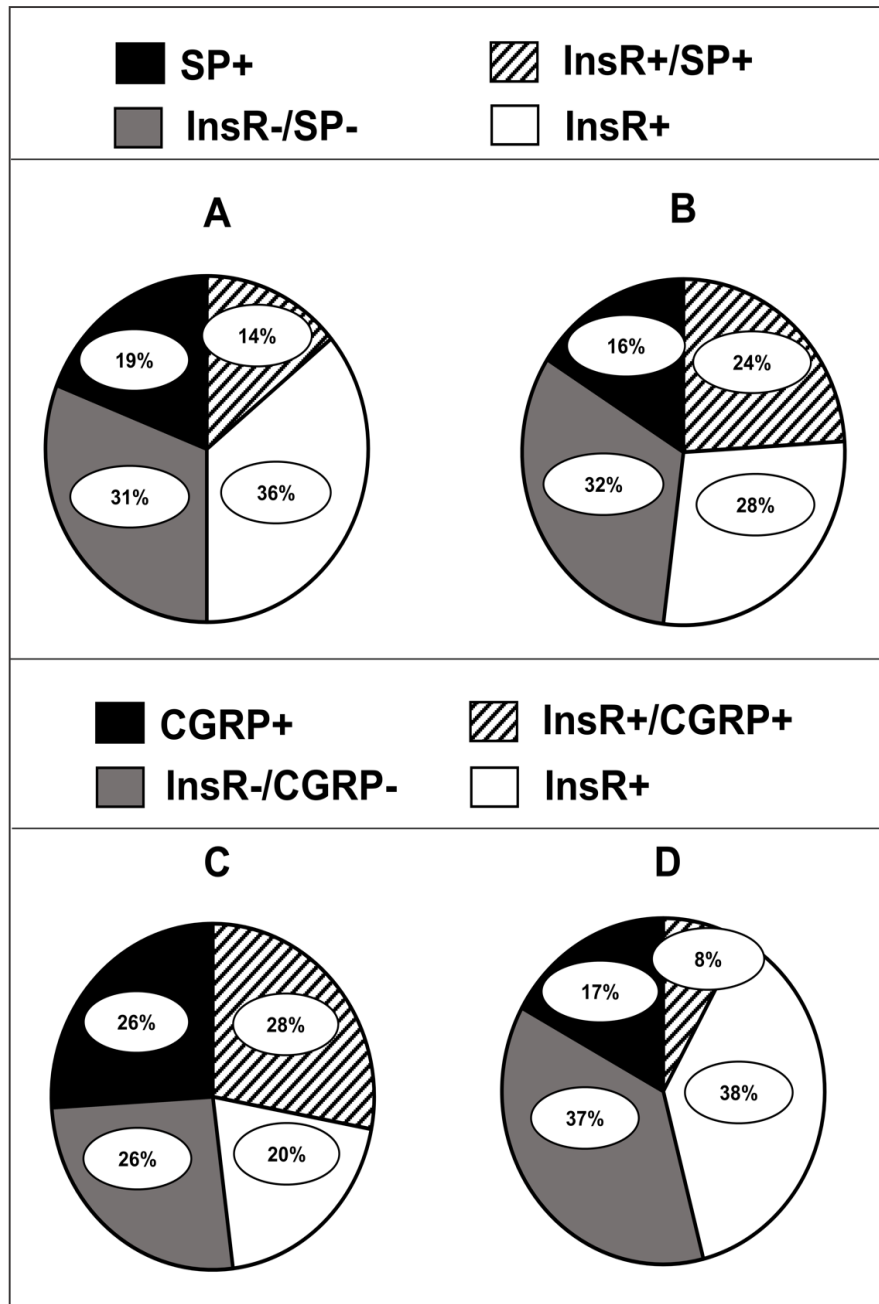 SP+ InsR+/SP+
InsR-/SP- InsR+
A B
19% 14% 16% 24%
31% 36% 32% 28%
CGRP+ InsR+/CGRP+
InsR-/CGRP- InsR+
C D
26% 28% 17% 8%
26% 20% 37% 38%